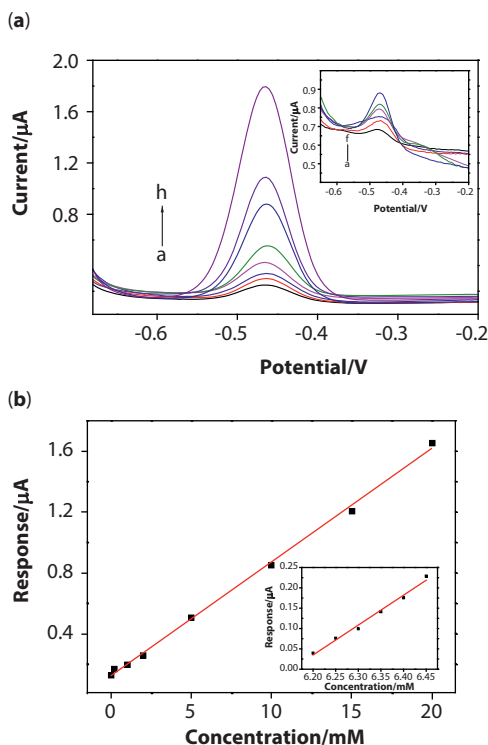 (a)
2.0
1.6
1.2
0.8
Current/µA
h
a
-0.6
-0.5
-0.4
-0.3
-0.2
Potential/V
0.9
0.8
0.7
0.6
0.5
Current/µA
f
a
-0.6
-0.5
-0.4
-0.3
-0.2
Potential/V
(b)
1.6
1.2
0.8
0.4
Response/µA
0
5
10
15
20
Concentration/mM
0.25
0.20
0.15
0.10
0.05
0.00
Response/µA
6.20
6.25
6.30
6.35
6.40
6.45
Concentration/mM